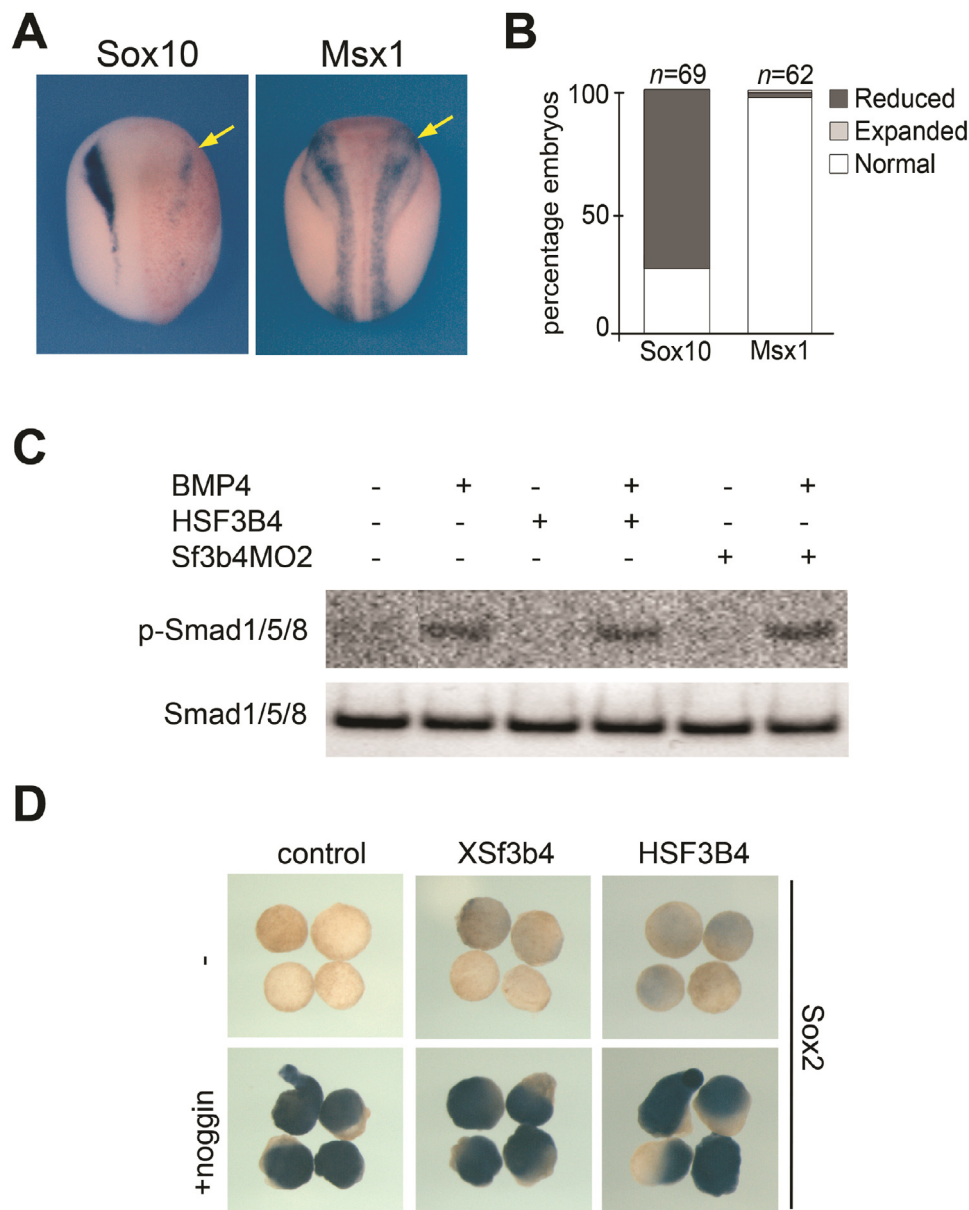 A
Sox10 Msx1
B
n=69 n=62
Reduced
Expanded
Normal
percentage embryos
100
50
0
Sox10 Msx1
C
BMP4 - + - + - +
HSF3B4 - - + + - -
Sf3b4MO2 - - - - + +
p-Smad1/5/8
Smad1/5/8
D
control XSf3b4 HSF3B4
-
+noggin
Sox2